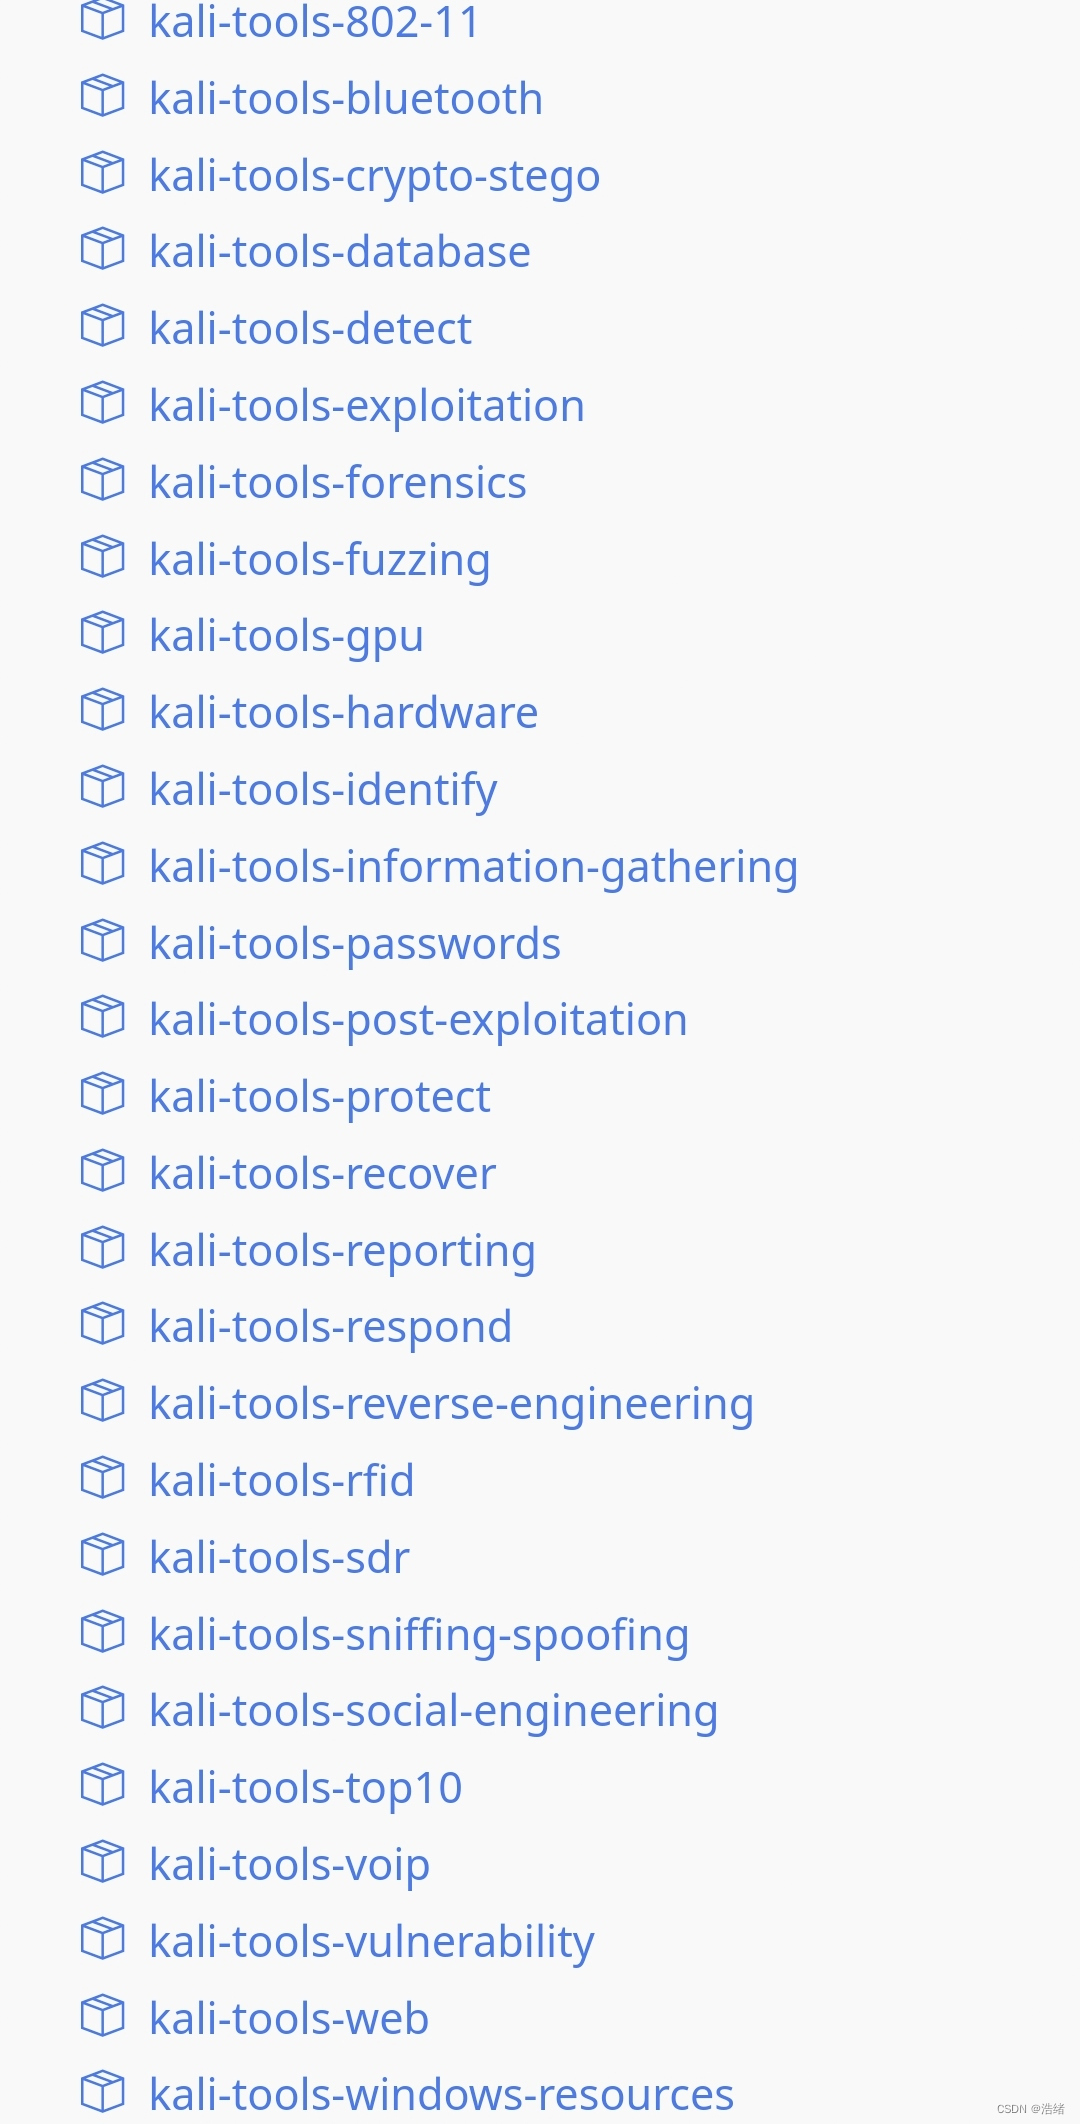 kali-tools-802-11
kali-tools-bluetooth
kali-tools-crypto-stego
kali-tools-database
kali-tools-detect
kali-tools-exploitation
kali-tools-forensics
kali-tools-fuzzing
kali-tools-gpu
kali-tools-hardware
kali-tools-identify
kali-tools-information-gathering
kali-tools-passwords
kali-tools-post-exploitation
kali-tools-protect
kali-tools-recover
kali-tools-reporting
kali-tools-respond
kali-tools-reverse-engineering
kali-tools-rfid
kali-tools-sdr
kali-tools-sniffing-spoofing
kali-tools-social-engineering
kali-tools-top10
kali-tools-voip
kali-tools-vulnerability
kali-tools-web
kali-tools-windows-resources
CSDN @浩绪